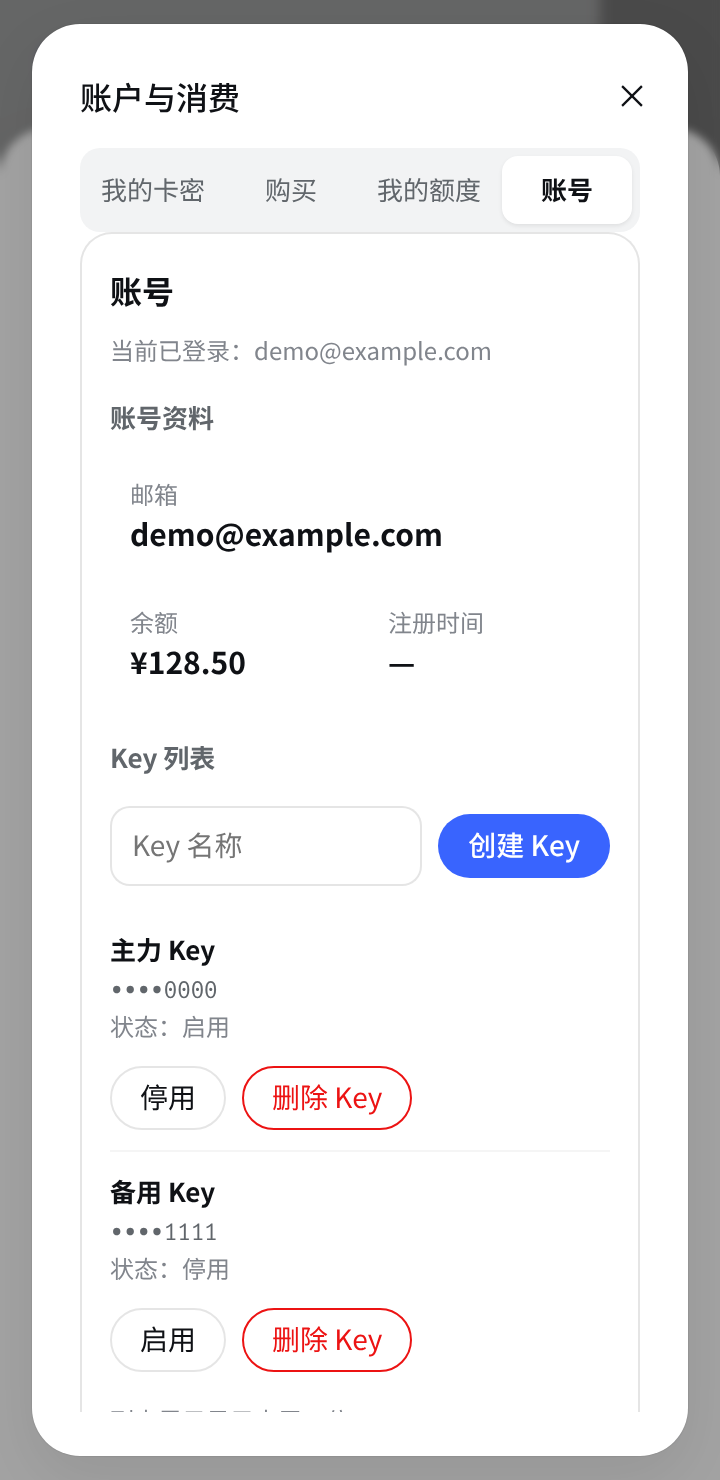 账户与消费
我的卡密 购买 我的额度 账号
账号
当前已登录：demo@example.com
账号资料
邮箱
demo@example.com
余额 注册时间
¥128.50 —
Key 列表
Key 名称 创建 Key
主力 Key
••••0000
状态：启用
停用 删除 Key
备用 Key
••••1111
状态：停用
启用 删除 Key